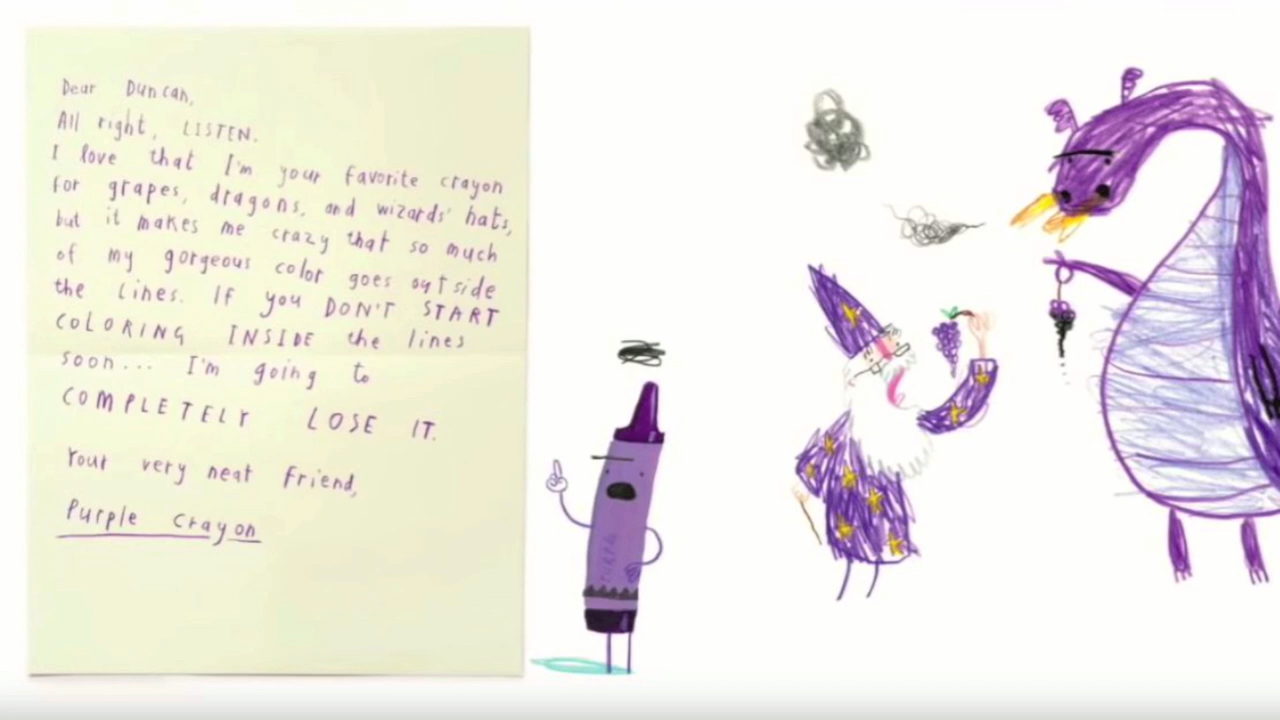 Dear Duncan,
All right, LISTEN.
I love that I'm your favorite crayon
for grapes, dragons, and wizards' hats,
but it makes me crazy that so much
of my gorgeous color goes outside
the lines. If you DON'T START
COLORING INSIDE the lines
soon... I'm going to
COMPLETELY LOSE IT.
Your very neat friend,
Purple Crayon
PURPLE